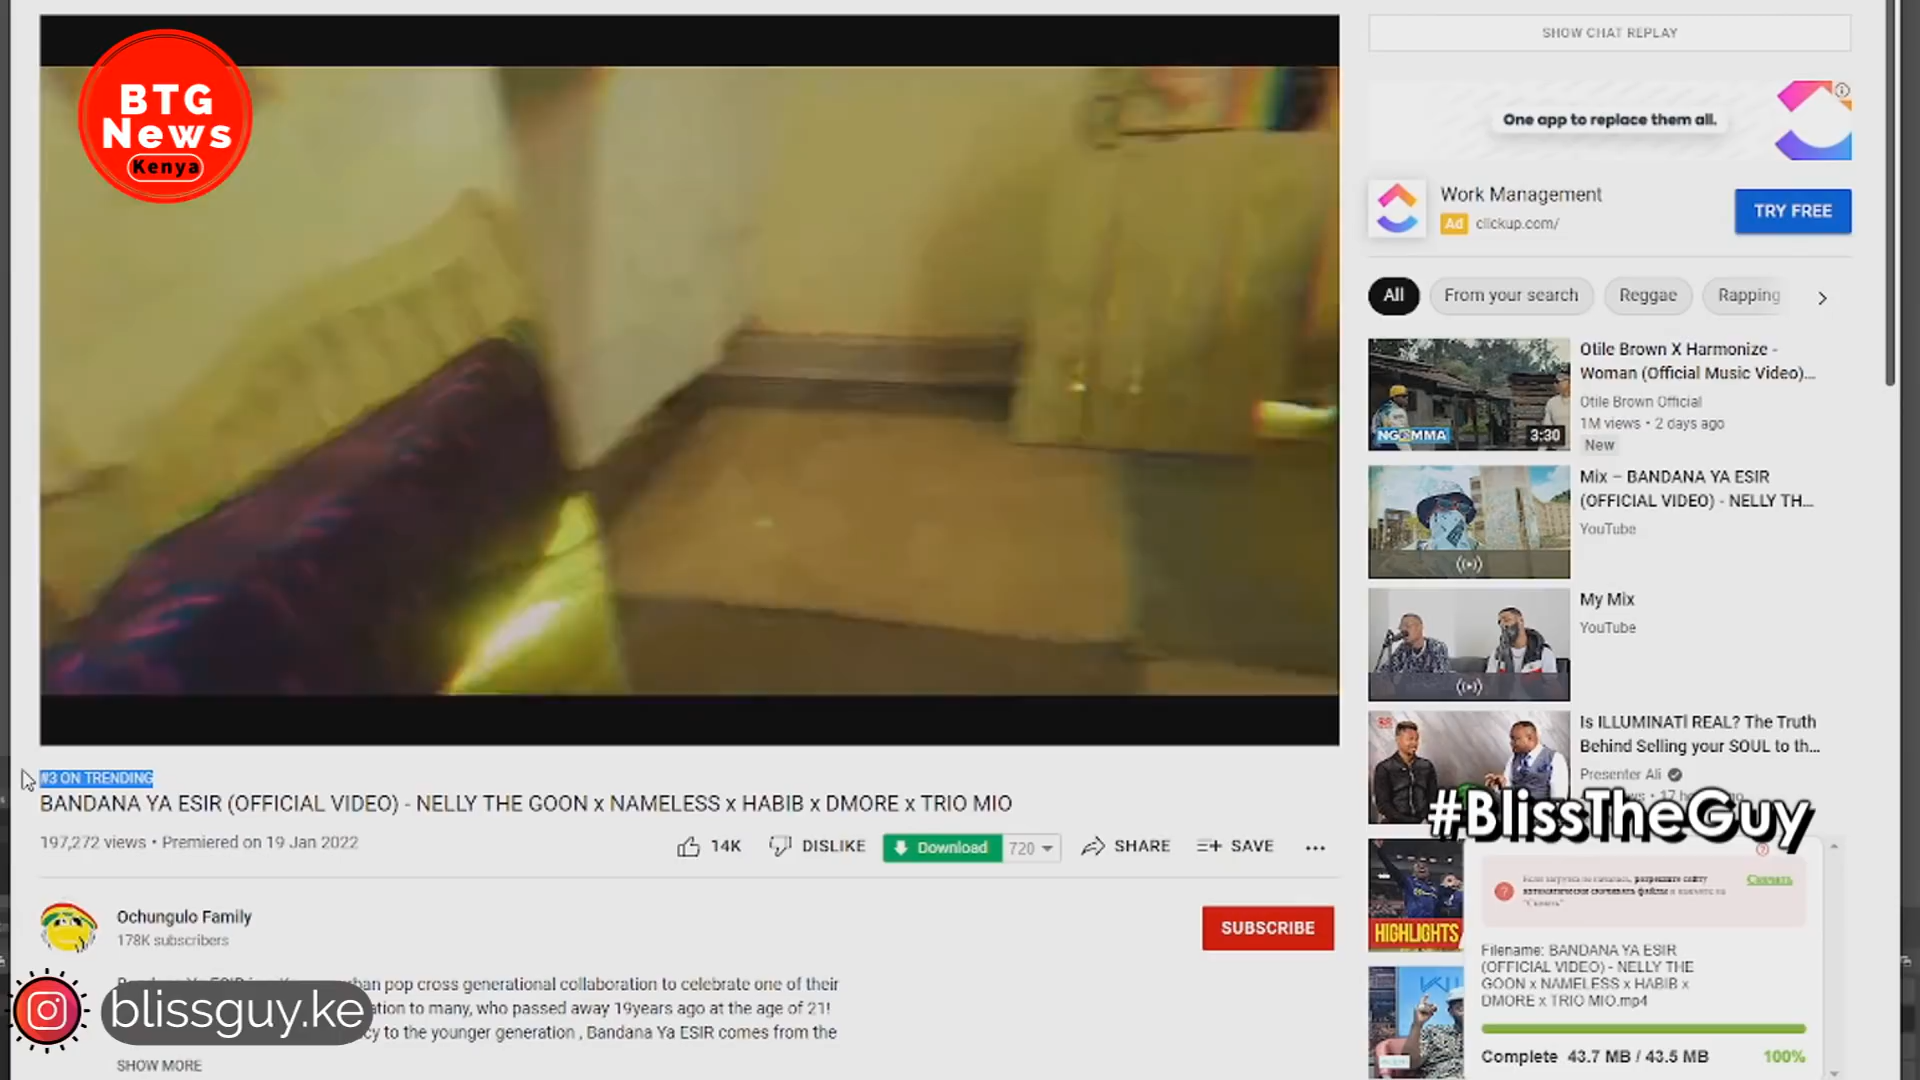 BTG
News
Kenya
SHOW CHAT REPLAY
One app to replace them all.
Work Management
TRY FREE
Ad clickup.com/
All From your search Reggae Rapping
Otile Brown X Harmonize -
Woman (Official Music Video)...
Otile Brown Official
1M views • 2 days ago
New
3:30
Mix – BANDANA YA ESIR
(OFFICIAL VIDEO) - NELLY TH...
YouTube
My Mix
YouTube
Is ILLUMINATI REAL? The Truth
Behind Selling your SOUL to th...
Presenter Ali
#BlissTheGuy
#3 ON TRENDING
BANDANA YA ESIR (OFFICIAL VIDEO) - NELLY THE GOON x NAMELESS x HABIB x DMORE x TRIO MIO
197,272 views • Premiered on 19 Jan 2022
14K DISLIKE Download 720 SHARE SAVE
Ochungulo Family
178K subscribers
SUBSCRIBE
pop cross generational collaboration to celebrate one of their
to many, who passed away 19years ago at the age of 21!
to the younger generation , Bandana Ya ESIR comes from the
SHOW MORE
blissguy.ke
HIGHLIGHTS
Скачать
Filename: BANDANA YA ESIR
(OFFICIAL VIDEO) - NELLY THE
GOON x NAMELESS x HABIB x
DMORE x TRIO MIO.mp4
Complete 43.7 MB / 43.5 MB 100%